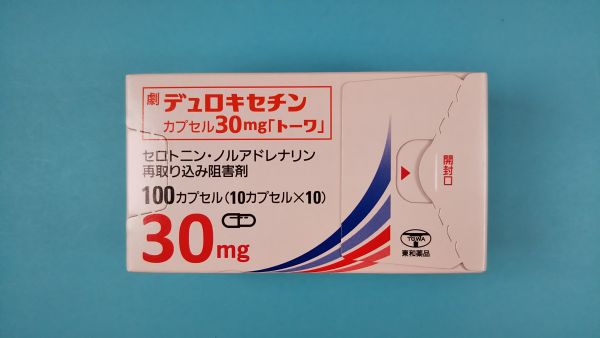 劇 デュロキセチン
カプセル30mg「トーワ」
セロトニン・ノルアドレナリン
再取り込み阻害剤
100カプセル(10カプセル×10)
30mg
開封口
TOWA
東和薬品